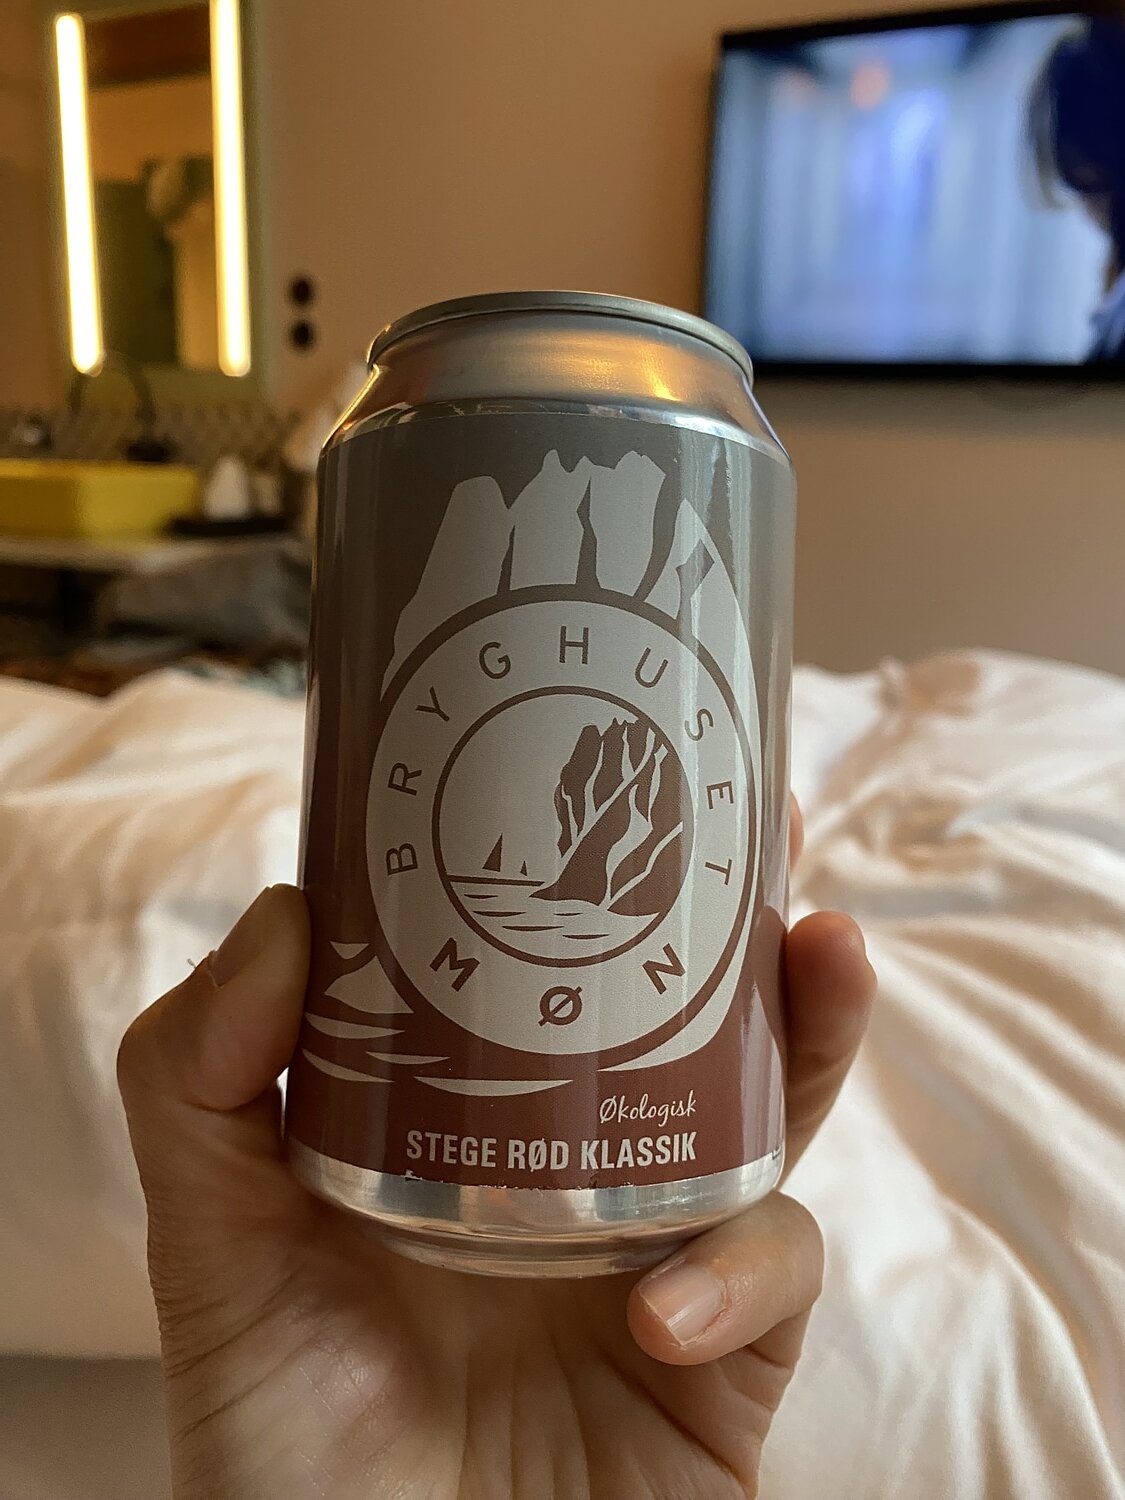 BRYGHUSET
MØN
Økologisk
STEGE RØD KLASSIK